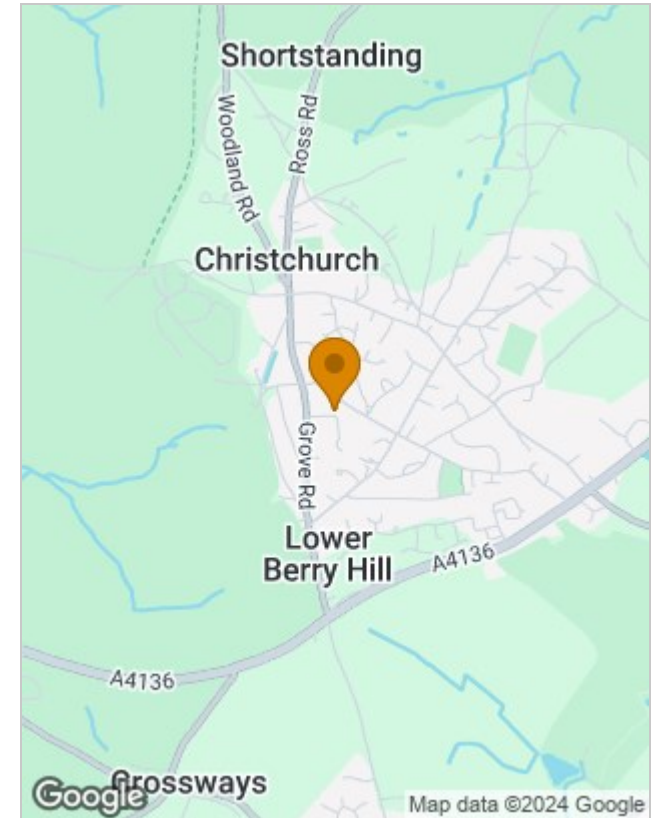 Shortstanding
Woodland Rd
Ross Rd
Christchurch
Grove Rd
Lower
Berry Hill
A4136
A4136
Crossways
Google
Map data ©2024 Google